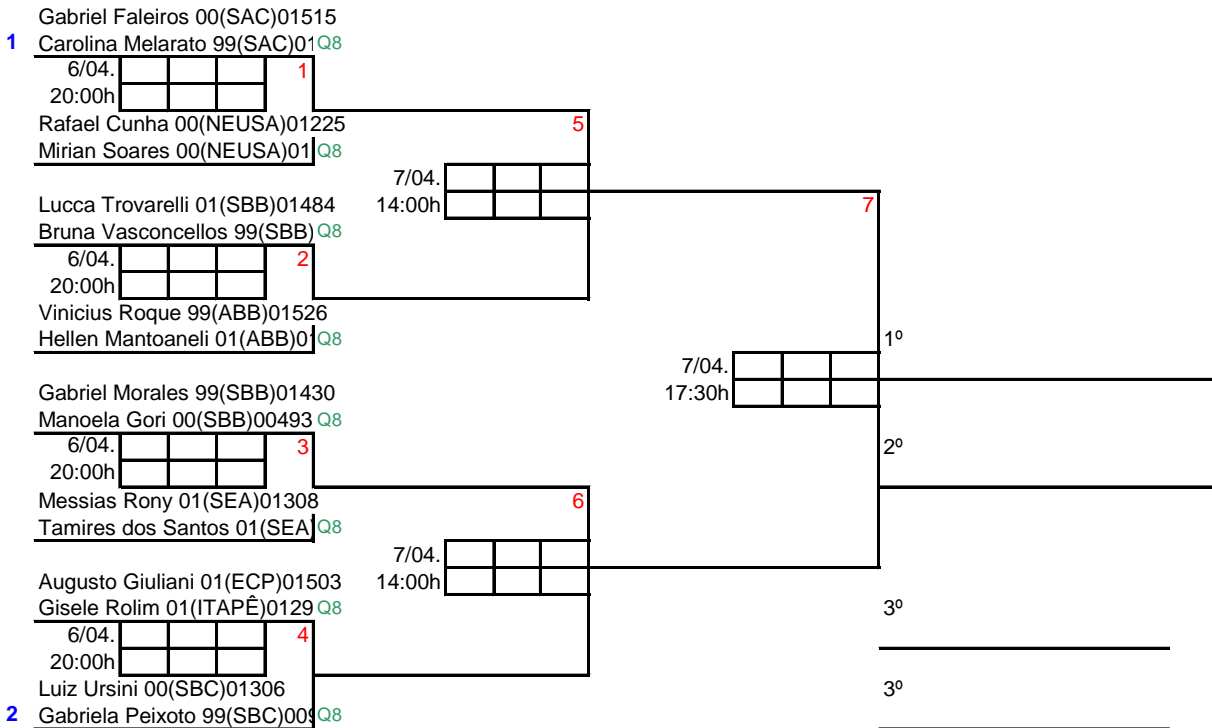 Gabriel Faleiros 00(SAC)01515
1 Carolina Melarato 99(SAC)01 Q8
6/04. 1
20:00h
Rafael Cunha 00(NEUSA)01225 5
Mirian Soares 00(NEUSA)01 Q8
7/04.
Lucca Trovarelli 01(SBB)01484 14:00h 7
Bruna Vasconcellos 99(SBB) Q8
6/04. 2
20:00h
Vinicius Roque 99(ABB)01526
Hellen Mantoaneli 01(ABB)01 Q8 1º
7/04.
Gabriel Morales 99(SBB)01430 17:30h
Manoela Gori 00(SBB)00493 Q8
6/04. 3 2º
20:00h
Messias Rony 01(SEA)01308 6
Tamires dos Santos 01(SEA) Q8
7/04.
Augusto Giuliani 01(ECP)01503 14:00h
Gisele Rolim 01(ITAPÊ)0129 Q8 3º
6/04. 4
20:00h
Luiz Ursini 00(SBC)01306 3º
2 Gabriela Peixoto 99(SBC)009 Q8